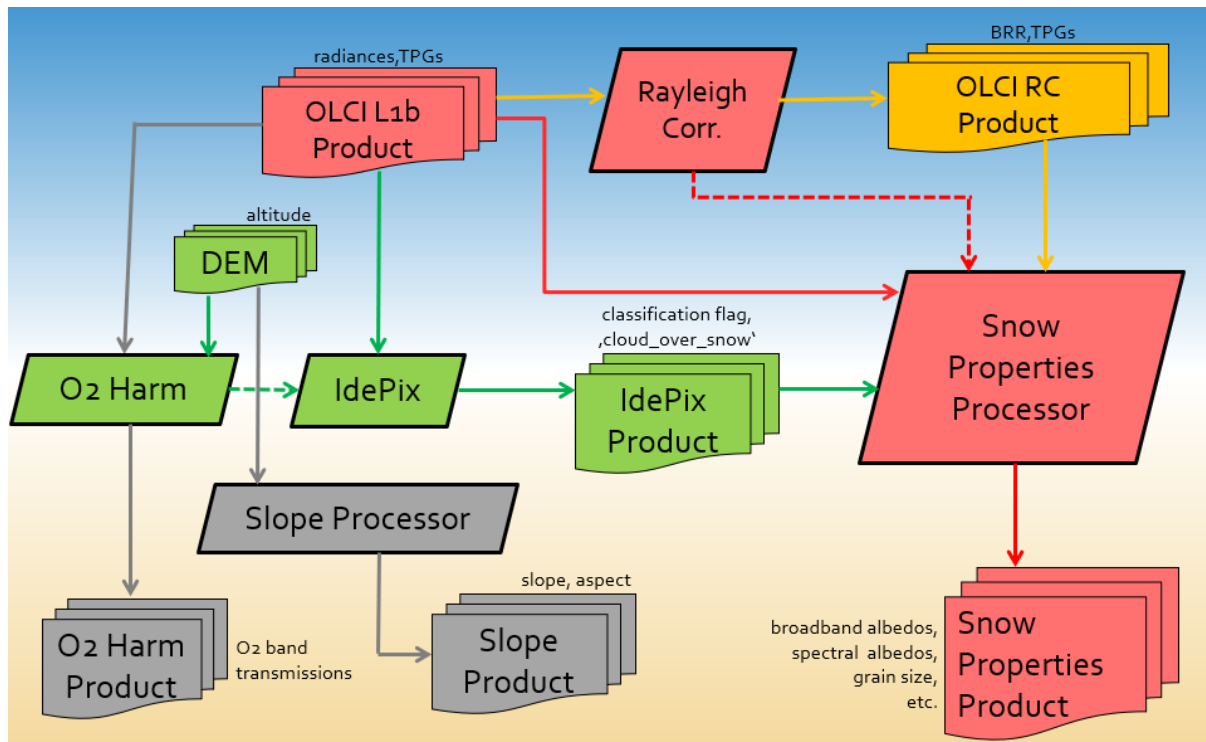 radiances,TPGs
OLCI L1b
Product
Rayleigh
Corr.
BRR,TPGs
OLCI RC
Product
altitude
DEM
O2 Harm
IdePix
classification flag,
‚cloud_over_snow‘
IdePix
Product
Snow
Properties
Processor
Slope Processor
O2 Harm
Product
O2 band
transmissions
slope, aspect
Slope
Product
broadband albedos,
spectral albedos,
grain size,
etc.
Snow
Properties
Product